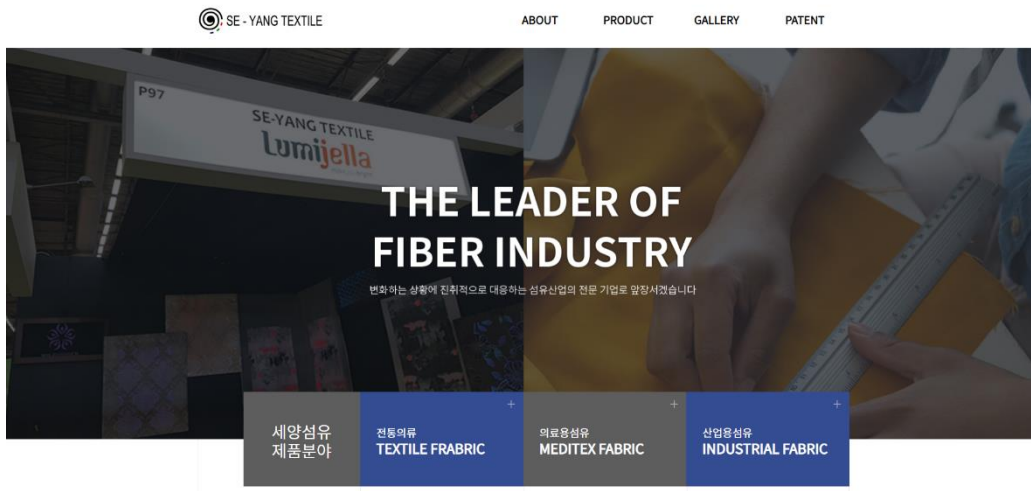 SE - YANG TEXTILE
ABOUT PRODUCT GALLERY PATENT
P97
SE-YANG TEXTILE
Lumijella
THE LEADER OF
FIBER INDUSTRY
변화하는 상황에 진취적으로 대응하는 섬유산업의 전문 기업로 앞장서겠습니다
세양섬유
제품분야
전통의류
TEXTILE FRABRIC
의료용섬유
MEDITEX FABRIC
산업용섬유
INDUSTRIAL FABRIC